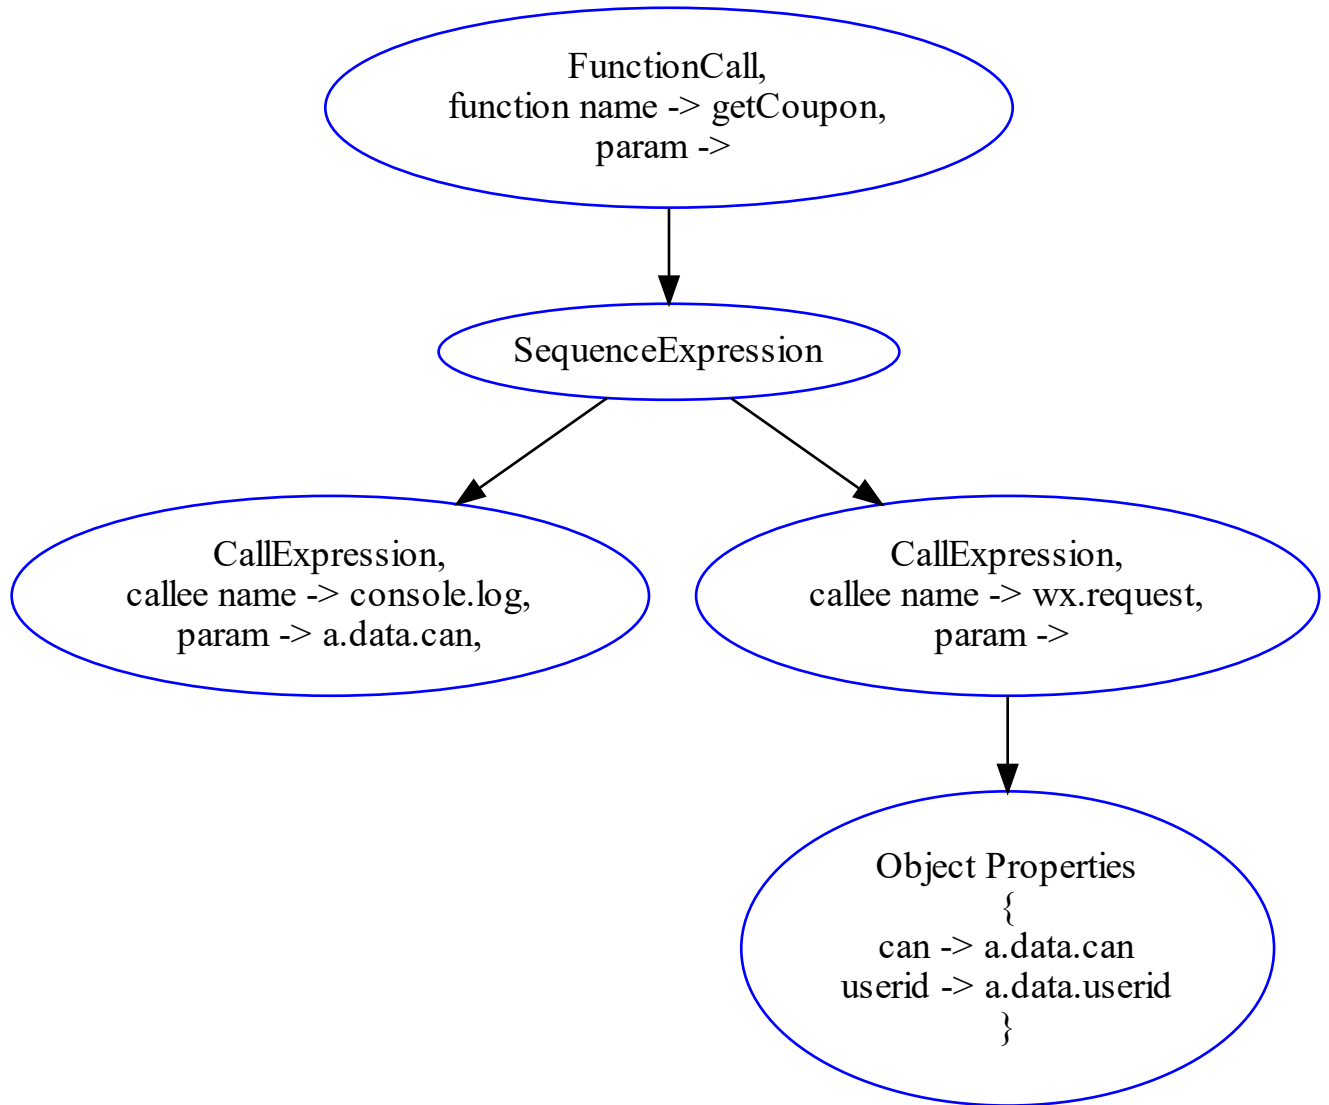 FunctionCall,
function name -> getCoupon,
param ->
SequenceExpression
CallExpression,
callee name -> console.log,
param -> a.data.can,
CallExpression,
callee name -> wx.request,
param ->
Object Properties
{
can -> a.data.can
userid -> a.data.userid
}